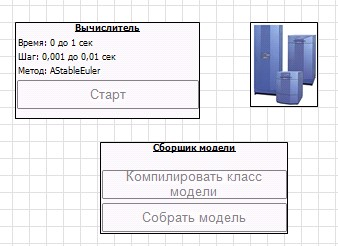 Вычислитель
Время: 0 до 1 сек
Шаг: 0,001 до 0,01 сек
Метод: AStableEuler
Старт
Сборщик модели
Компилировать класс
модели
Собрать модель